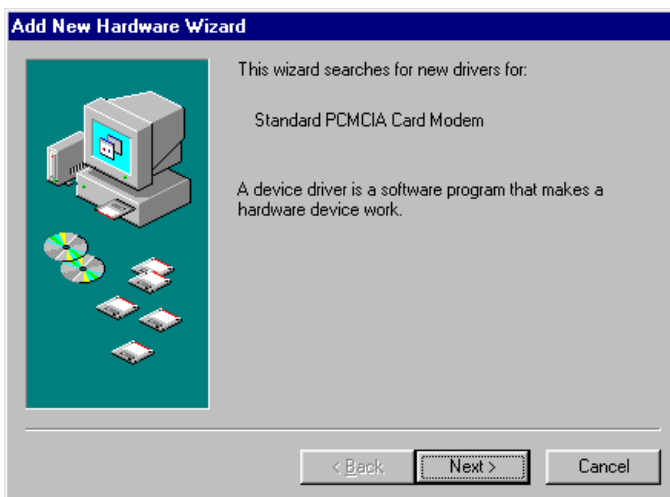 Add New Hardware Wizard
This wizard searches for new drivers for:
Standard PCMCIA Card Modem
A device driver is a software program that makes a
hardware device work.
< Back
Next >
Cancel